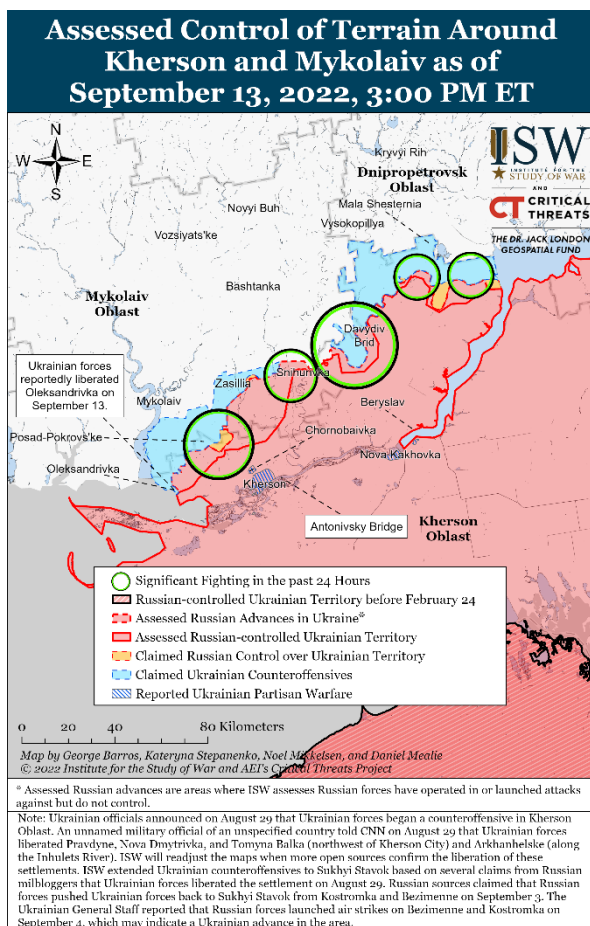 Assessed Control of Terrain Around
Kherson and Mykolaiv as of
September 13, 2022, 3:00 PM ET
N
W
E
S
ISW
INSTITUTE FOR THE
STUDY OF WAR
AND
CT CRITICAL
THREATS
THE DR. JACK LONDON
GEOSPATIAL FUND
Kryvyi Rih
Dnipropetrovsk
Oblast
Mala Shesternia
Novyi Buh
Vysokopillya
Vozsiyats'ke
Bashtanka
Mykolaiv
Oblast
Davydiv
Brid
Ukrainian forces
reportedly liberated
Oleksandrivka on
September 13.
Snihurivka
Zasillia
Mykolaiv
Beryslav
Posad-Pokrovs'ke
Chornobaivka
Nova Kakhovka
Oleksandrivka
Kherson
Antonivsky Bridge
Kherson
Oblast
Significant Fighting in the past 24 Hours
Russian-controlled Ukrainian Territory before February 24
Assessed Russian Advances in Ukraine*
Assessed Russian-controlled Ukrainian Territory
Claimed Russian Control over Ukrainian Territory
Claimed Ukrainian Counteroffensives
Reported Ukrainian Partisan Warfare
0 20 40 80 Kilometers
Map by George Barros, Kateryna Stepanenko, Noel Mikkelsen, and Daniel Mealie
© 2022 Institute for the Study of War and AEI's Critical Threats Project
* Assessed Russian advances are areas where ISW assesses Russian forces have operated in or launched attacks
against but do not control.
Note: Ukrainian officials announced on August 29 that Ukrainian forces began a counteroffensive in Kherson
Oblast. An unnamed military official of an unspecified country told CNN on August 29 that Ukrainian forces
liberated Pravdyne, Nova Dmytrivka, and Tomyna Balka (northwest of Kherson City) and Arkhanhelske (along
the Inhulets River). ISW will readjust the maps when more open sources confirm the liberation of these
settlements. ISW extended Ukrainian counteroffensives to Sukhyi Stavok based on several claims from Russian
milbloggers that Ukrainian forces liberated the settlement on August 29. Russian sources claimed that Russian
forces pushed Ukrainian forces back to Sukhyi Stavok from Kostromka and Bezimenne on September 3. The
Ukrainian General Staff reported that Russian forces launched air strikes on Bezimenne and Kostromka on
September 4, which may indicate a Ukrainian advance in the area.